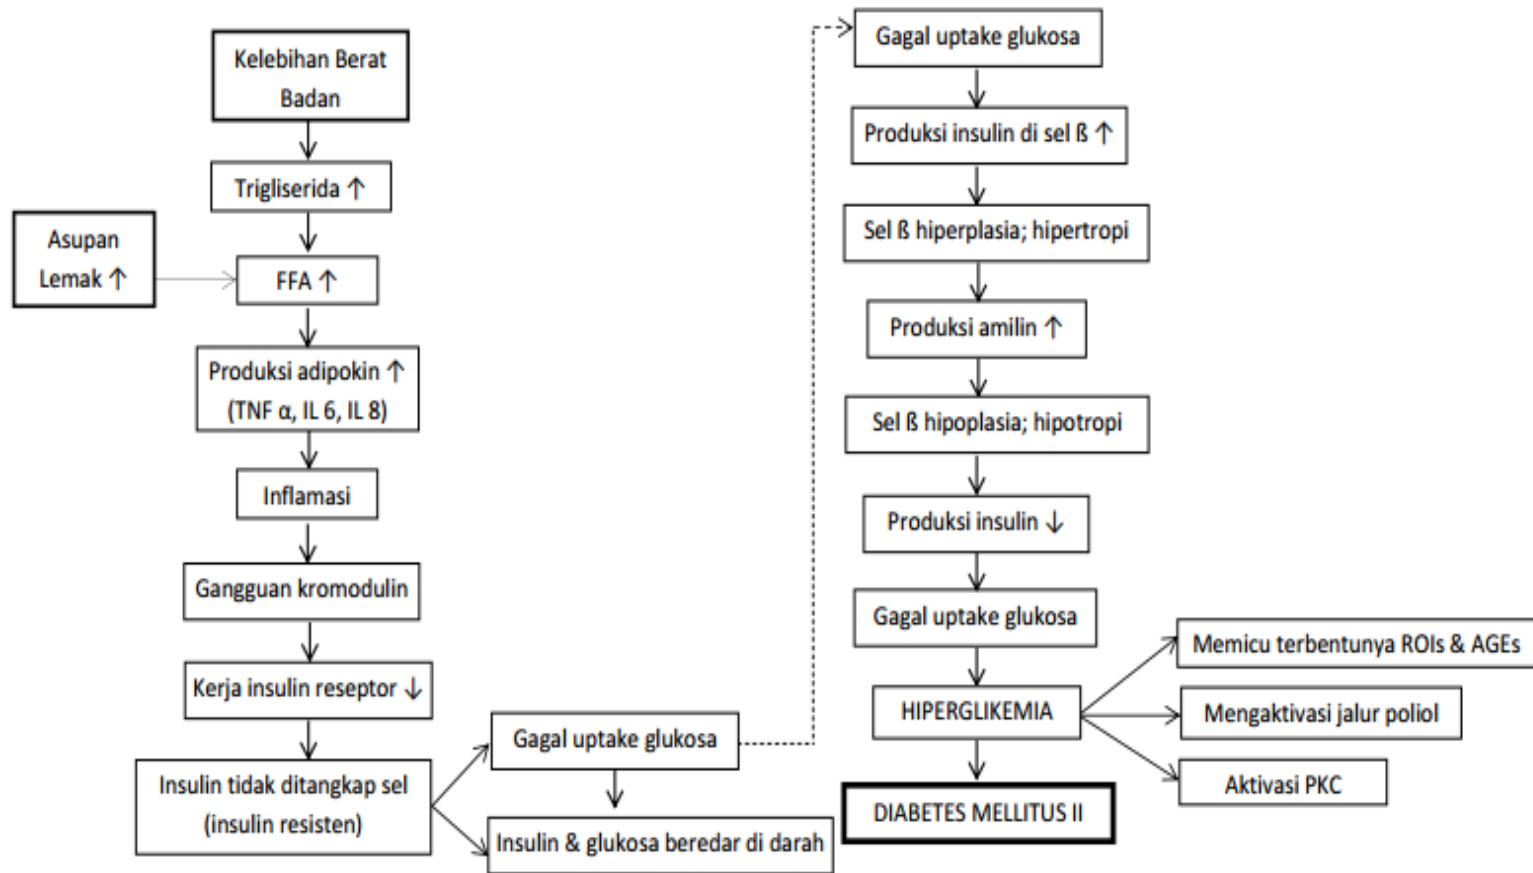 Kelebihan Berat
Badan
Trigliserida ↑
Asupan
Lemak ↑
FFA ↑
Produksi adipokin ↑
(TNF α, IL 6, IL 8)
Inflamasi
Gangguan kromodulin
Kerja insulin reseptor ↓
Insulin tidak ditangkap sel
(insulin resisten)
Gagal uptake glukosa
Insulin & glukosa beredar di darah
Gagal uptake glukosa
Produksi insulin di sel ß ↑
Sel ß hiperplasia; hipertropi
Produksi amilin ↑
Sel ß hipoplasia; hipotropi
Produksi insulin ↓
Gagal uptake glukosa
HIPERGLIKEMIA
Memicu terbentunya ROIs & AGEs
Mengaktivasi jalur poliol
Aktivasi PKC
DIABETES MELLITUS II